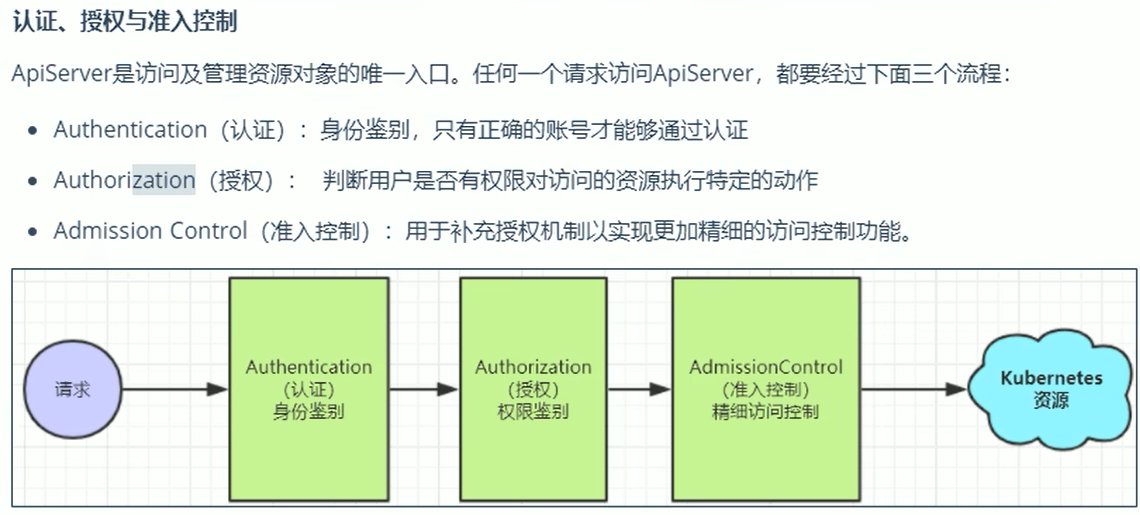 认证、授权与准入控制
ApiServer是访问及管理资源对象的唯一入口。任何一个请求访问ApiServer，都要经过下面三个流程：
Authentication（认证）：身份鉴别，只有正确的账号才能够通过认证
Authorization（授权）： 判断用户是否有权限对访问的资源执行特定的动作
Admission Control（准入控制）：用于补充授权机制以实现更加精细的访问控制功能。
请求
Authentication
（认证）
身份鉴别
Authorization
（授权）
权限鉴别
AdmissionControl
（准入控制）
精细访问控制
Kubernetes
资源